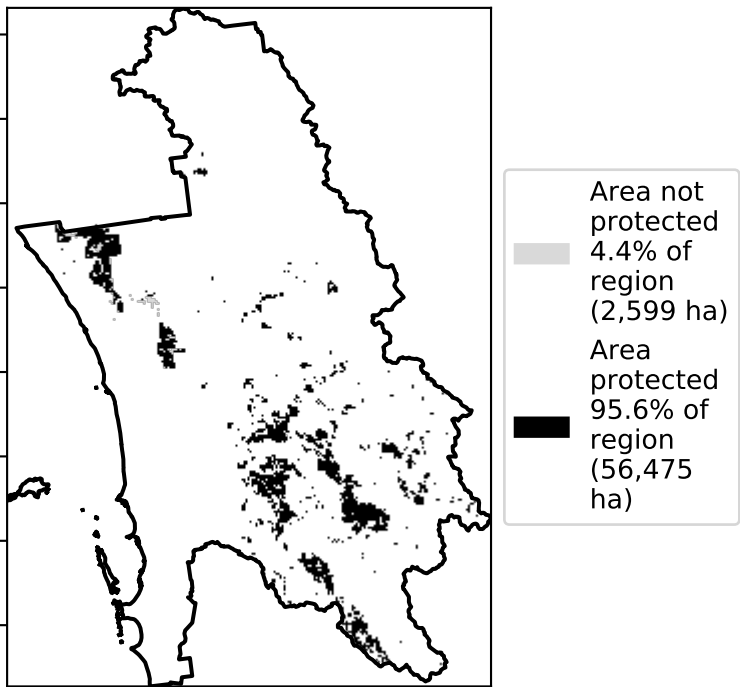 Area not
protected
4.4% of
region
(2,599 ha)
Area
protected
95.6% of
region
(56,475
ha)